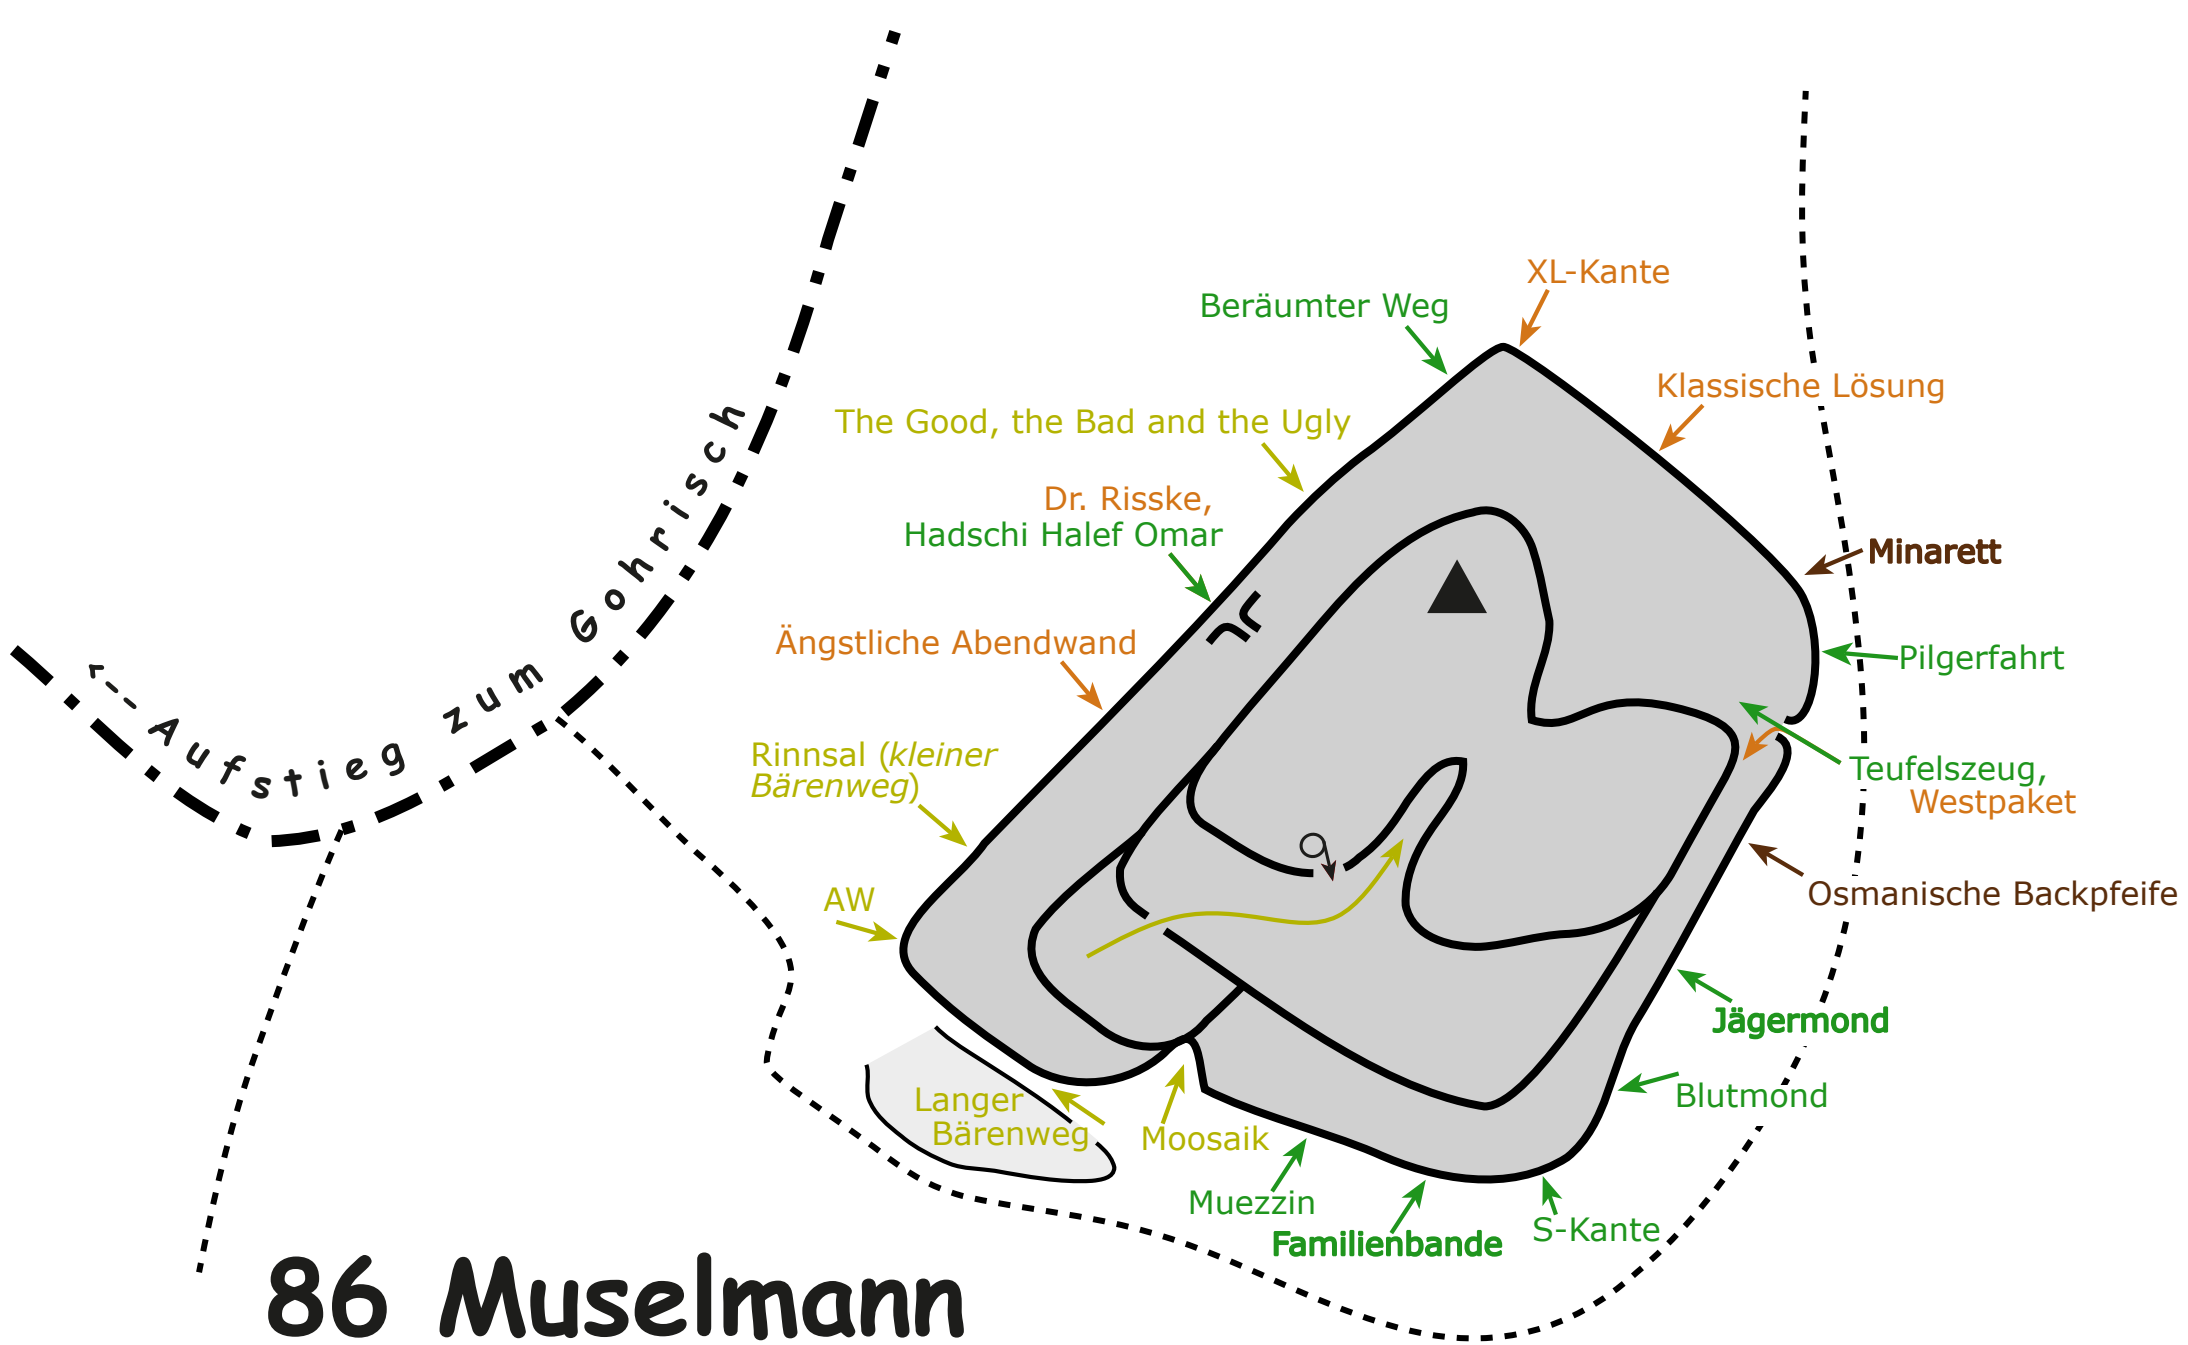 XL-Kante
Beräumter Weg
Klassische Lösung
The Good, the Bad and the Ugly
Dr. Risske,
Hadschi Halef Omar
Minarett
Ängstliche Abendwand
Pilgerfahrt
<--- Aufstieg zum Gohrisch
Rinnsal (kleiner
Bärenweg)
Teufelszeug,
Westpaket
AW
Osmanische Backpfeife
Jägermond
Langer
Bärenweg
Blutmond
Moosaik
Muezzin
Familienbande
S-Kante
86 Muselmann